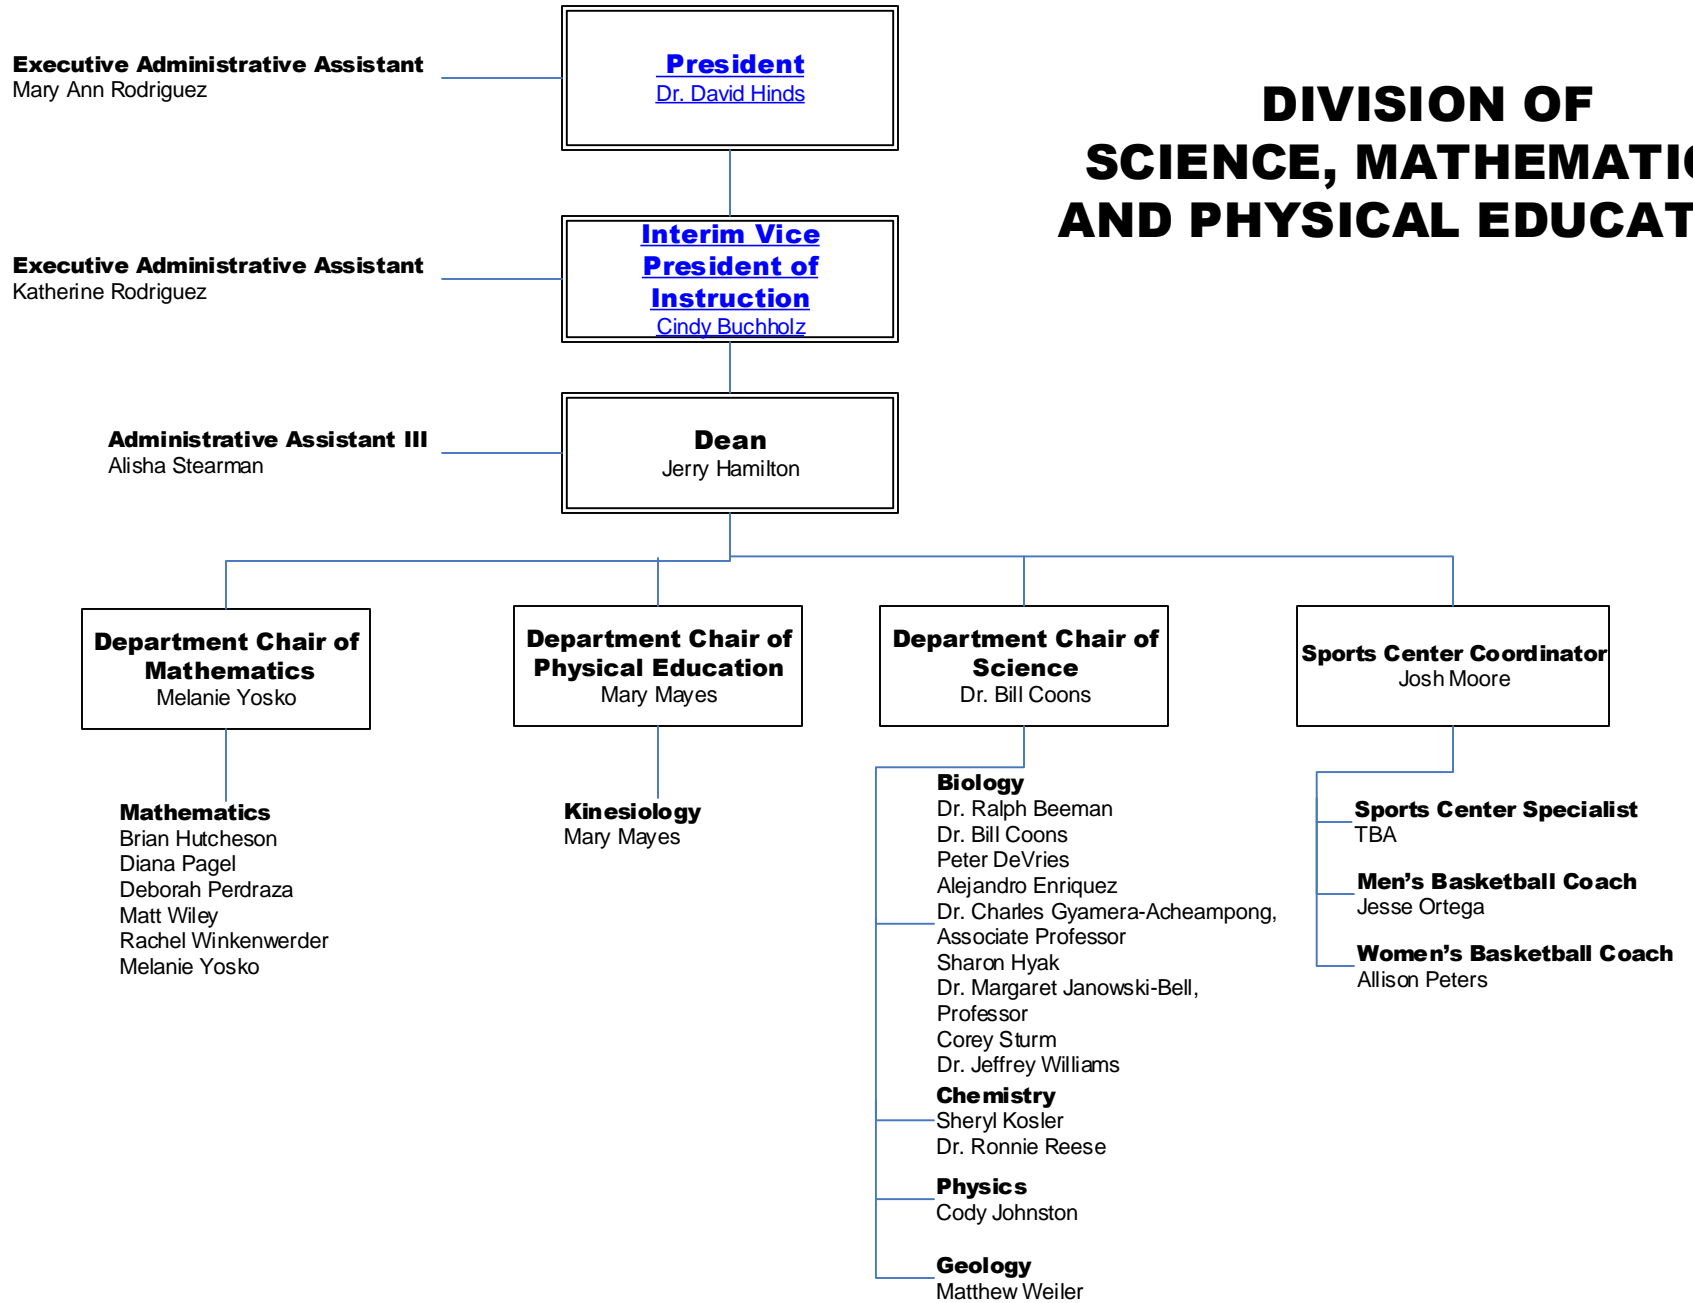 Executive Administrative Assistant
Mary Ann Rodriguez
President
Dr. David Hinds
DIVISION OF
SCIENCE, MATHEMATIC
AND PHYSICAL EDUCAT
Executive Administrative Assistant
Katherine Rodriguez
Interim Vice
President of
Instruction
Cindy Buchholz
Administrative Assistant III
Alisha Stearman
Dean
Jerry Hamilton
Department Chair of
Mathematics
Melanie Yosko
Department Chair of
Physical Education
Mary Mayes
Department Chair of
Science
Dr. Bill Coons
Sports Center Coordinator
Josh Moore
Mathematics
Brian Hutcheson
Diana Pagel
Deborah Perdraza
Matt Wiley
Rachel Winkenwerder
Melanie Yosko
Kinesiology
Mary Mayes
Biology
Dr. Ralph Beeman
Dr. Bill Coons
Peter DeVries
Alejandro Enriquez
Dr. Charles Gyamera-Acheampong,
Associate Professor
Sharon Hyak
Dr. Margaret Janowski-Bell,
Professor
Corey Sturm
Dr. Jeffrey Williams
Chemistry
Sheryl Kosler
Dr. Ronnie Reese
Physics
Cody Johnston
Geology
Matthew Weiler
Sports Center Specialist
TBA
Men’s Basketball Coach
Jesse Ortega
Women’s Basketball Coach
Allison Peters